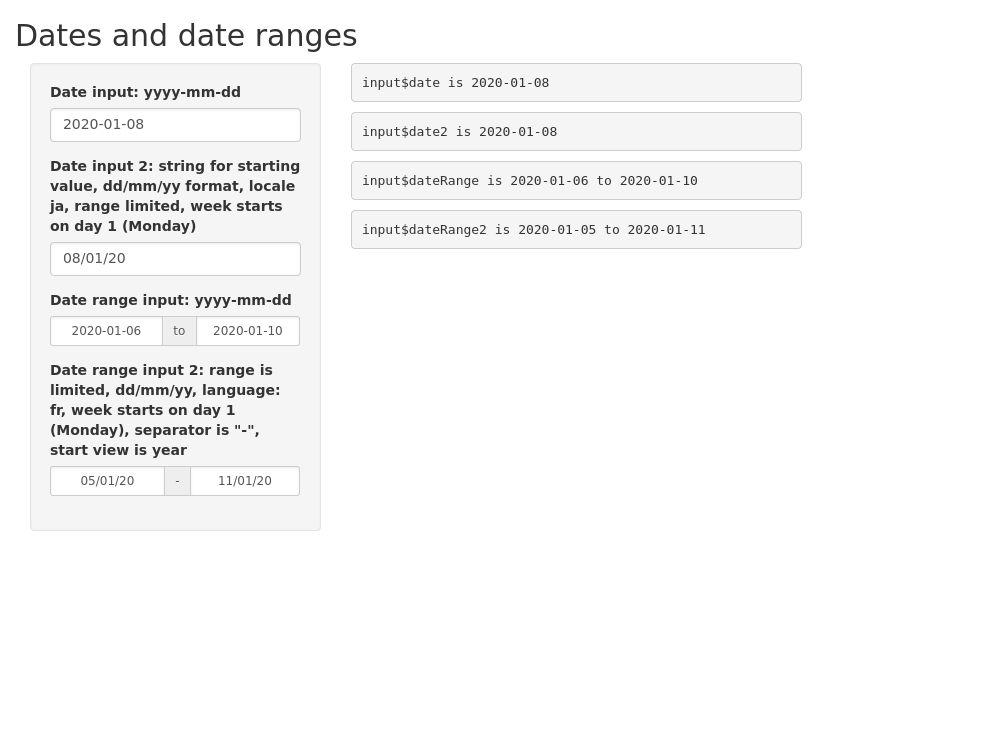 Dates and date ranges
Date input: yyyy-mm-dd
2020-01-08
Date input 2: string for starting
value, dd/mm/yy format, locale
ja, range limited, week starts
on day 1 (Monday)
08/01/20
Date range input: yyyy-mm-dd
2020-01-06 to 2020-01-10
Date range input 2: range is
limited, dd/mm/yy, language:
fr, week starts on day 1
(Monday), separator is "-",
start view is year
05/01/20 - 11/01/20
input$date is 2020-01-08
input$date2 is 2020-01-08
input$dateRange is 2020-01-06 to 2020-01-10
input$dateRange2 is 2020-01-05 to 2020-01-11